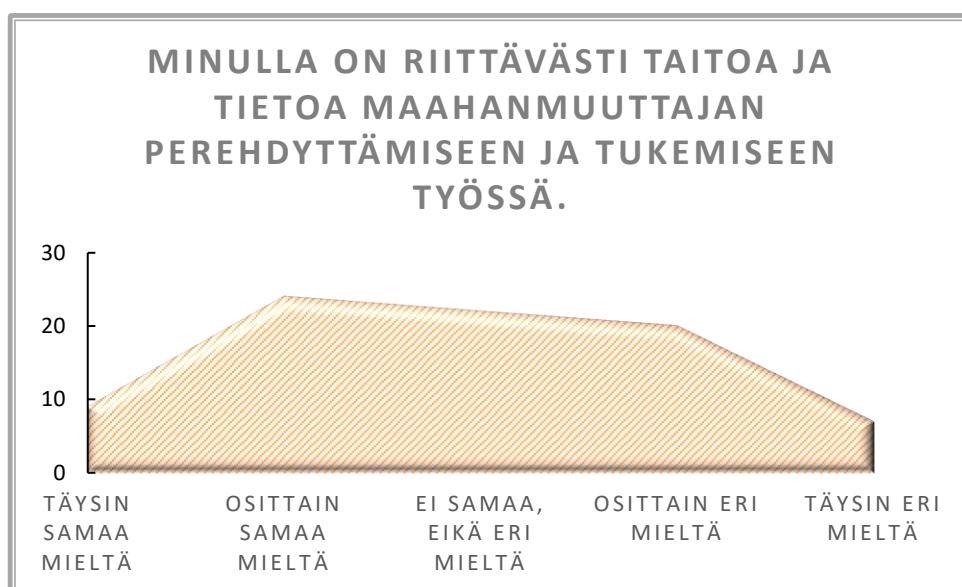 MINULLA ON RIITTÄVÄSTI TAITOA JA
TIETOA MAAHANMUUTTAJAN
PEREHDYTTÄMISEEN JA TUKEMISEEN
TYÖSSÄ.
30
20
10
0
TÄYSIN
SAMAA
MIELTÄ
OSITTAIN
SAMAA
MIELTÄ
EI SAMAA,
EIKÄ ERI
MIELTÄ
OSITTAIN ERI
MIELTÄ
TÄYSIN ERI
MIELTÄ